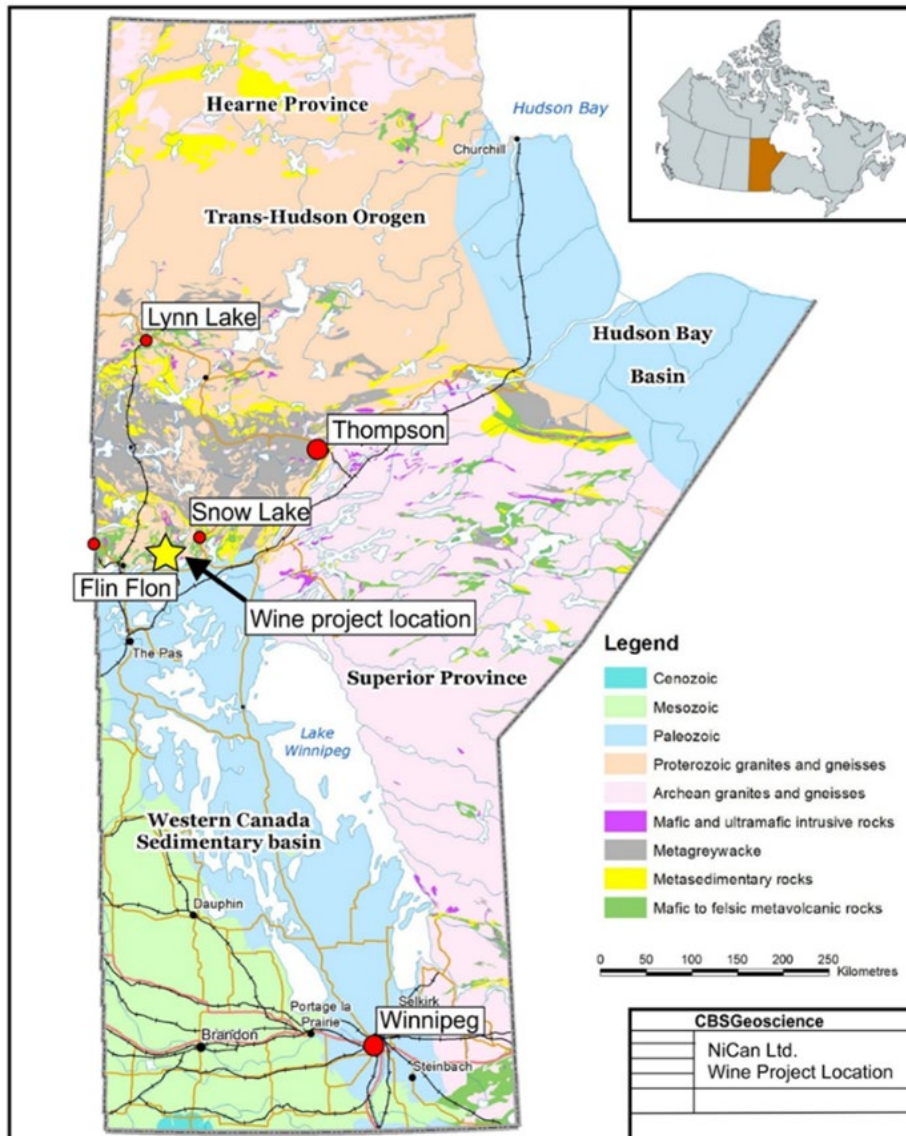 Hearne Province
Hudson Bay
Churchill
Trans-Hudson Orogen
Lynn Lake
Hudson Bay
Basin
Thompson
Snow Lake
Flin Flon
Wine project location
The Pas
Superior Province
Lake
Winnipeg
Western Canada
Sedimentary basin
Dauphin
Portage la
Prairie
Selkirk
Winnipeg
Brandon
Steinbach
Legend
Cenozoic
Mesozoic
Paleozoic
Proterozoic granites and gneisses
Archean granites and gneisses
Mafic and ultramafic intrusive rocks
Metagreywacke
Metasedimentary rocks
Mafic to felsic metavolcanic rocks
0 50 100 150 200 250
Kilometres
CBSGeoscience
NiCan Ltd.
Wine Project Location